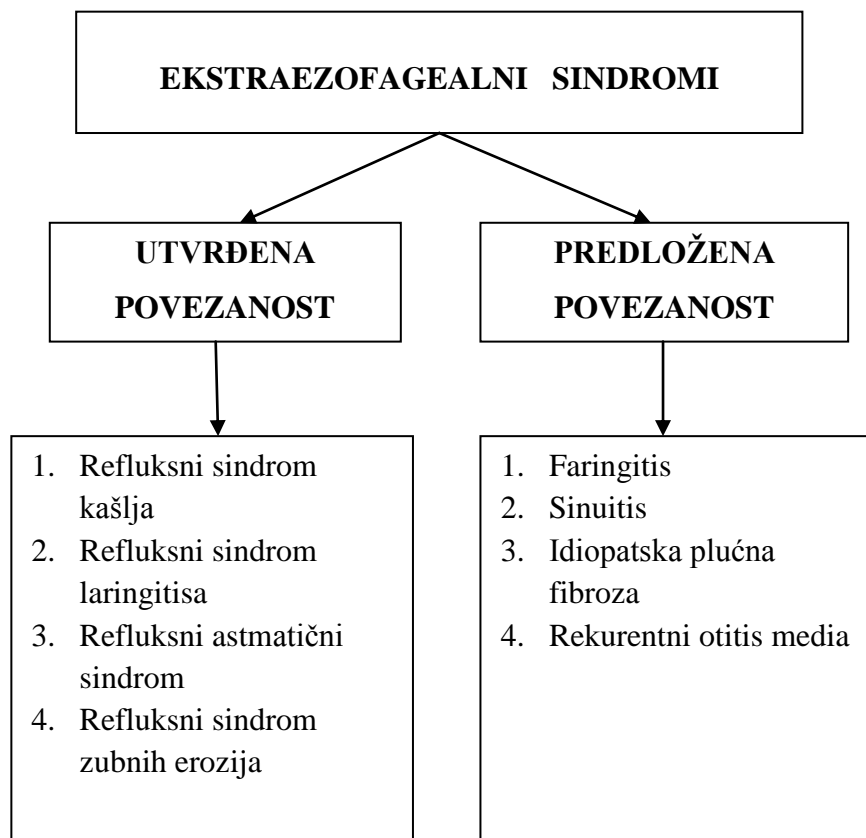 EKSTRAEZOFAGEALNI SINDROMI
UTVRĐENA
POVEZANOST
PREDLOŽENA
POVEZANOST
1. Refluksni sindrom
kašlja
2. Refluksni sindrom
laringitisa
3. Refluksni astmatični
sindrom
4. Refluksni sindrom
zubnih erozija
1. Faringitis
2. Sinuitis
3. Idiopatska plućna
fibroza
4. Rekurentni otitis media